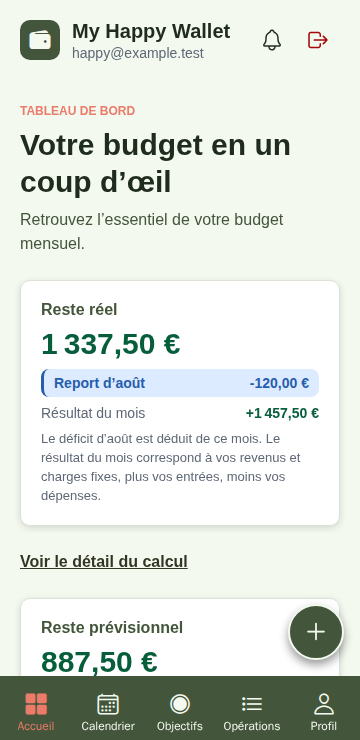 My Happy Wallet
happy@example.test
TABLEAU DE BORD
Votre budget en un
coup d’œil
Retrouvez l’essentiel de votre budget
mensuel.
Reste réel
1 337,50 €
Report d’août -120,00 €
Résultat du mois +1 457,50 €
Le déficit d’août est déduit de ce mois. Le
résultat du mois correspond à vos revenus et
charges fixes, plus vos entrées, moins vos
dépenses.
Voir le détail du calcul
Reste prévisionnel
887,50 €
Accueil Calendrier Objectifs Opérations Profil